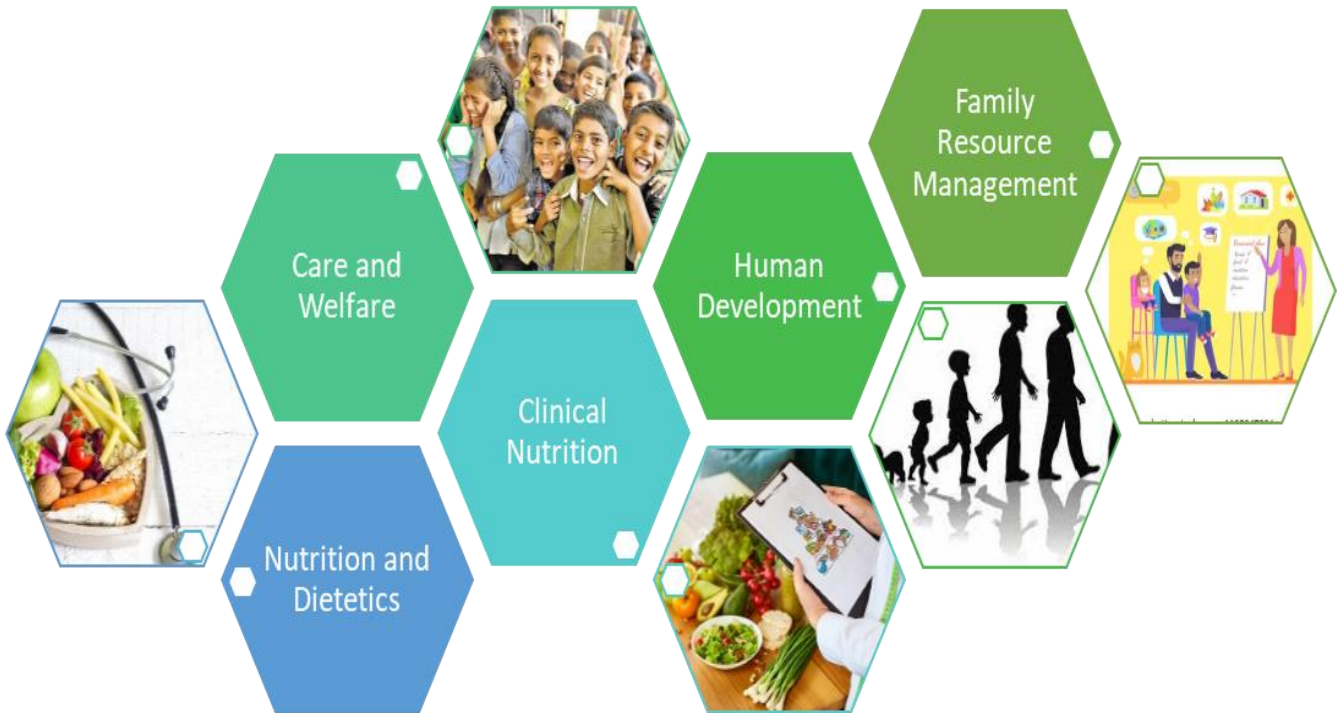 Family
Resource
Management
Care and
Welfare
Human
Development
Clinical
Nutrition
Nutrition and
Dietetics